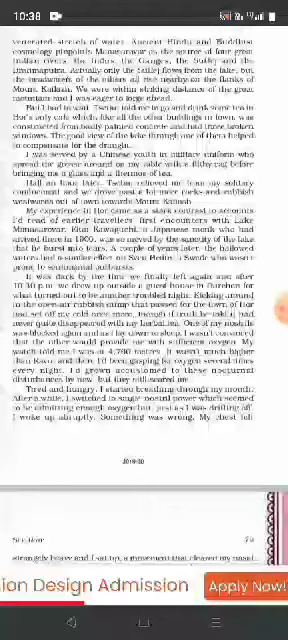 10:38
venerated stretch of water. Ancient Hindu and Buddhist
cosmology pinpoints Manasarovar as the source of four great
Indian rivers, the Indus, the Ganges, the Sutlej and the
Brahmaputra. Actually only the Sutlej flows from the lake, but
the headwaters of the others all rise nearby on the flanks of
Mount Kailash. We were within striking distance of the great
mountain and I was eager to forge ahead.
But I had to wait. Tsetan told me to go and drink some tea in
Hor's only cafe which, like all the other buildings in town, was
constructed from badly painted concrete and had three broken
windows. The good view of the lake through one of them helped
to compensate for the draught.
I was served by a Chinese youth in military uniform who
spread the grease around on my table with a filthy rag before
bringing me a glass and a thermos of tea.
Half an hour later, Tsetan relieved me from my solitary
confinement and we drove past a lot more rocks and rubbish
westwards out of town towards Mount Kailash.
My experience in Hor came as a stark contrast to accounts
I'd read of earlier travellers' first encounters with Lake
Manasarovar. Ekai Kawaguchi, a Japanese monk who had
arrived there in 1900, was so moved by the sanctity of the lake
that he burst into tears. A couple of years later, the hallowed
waters had a similar effect on Sven Hedin, a Swede who wasn't
prone to sentimental outbursts.
It was dark by the time we finally left again and after
10.30 p.m. we drew up outside a guest house in Darchen for
what turned out to be another troubled night. Kicking around
in the open-air rubbish dump that passed for the town of Hor
had set off my cold once more, though if truth be told it had
never quite disappeared with my herbal tea. One of my nostrils
was blocked again and as I lay down to sleep, I wasn't convinced
that the other would provide me with sufficient oxygen. My
watch told me I was at 4,760 metres. It wasn't much higher
than Ravu, and there I'd been gasping for oxygen several times
every night. I'd grown accustomed to these nocturnal
disturbances by now, but they still scared me.
Tired and hungry, I started breathing through my mouth.
After a while, I switched to single-nostril power which seemed
to be admitting enough oxygen but, just as I was drifting off,
I woke up abruptly. Something was wrong. My chest felt
2019-20
strangely heavy and I sat up, a movement that cleared my nasal
ion Design Admission
Apply Now!